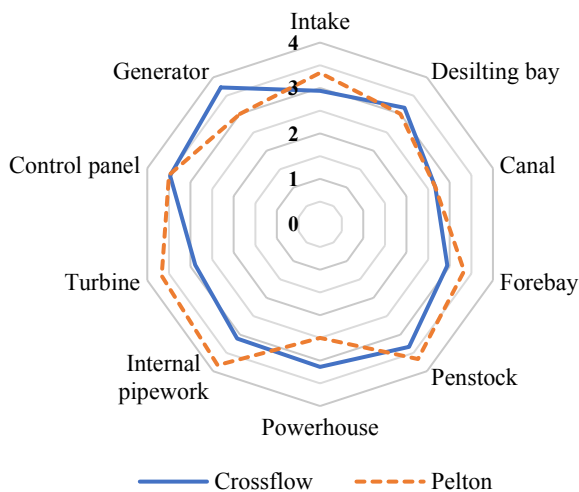 Intake
4
Generator
Desilting bay
3
2
Control panel
Canal
1
0
Turbine
Forebay
Internal
pipework
Penstock
Powerhouse
Crossflow
Pelton